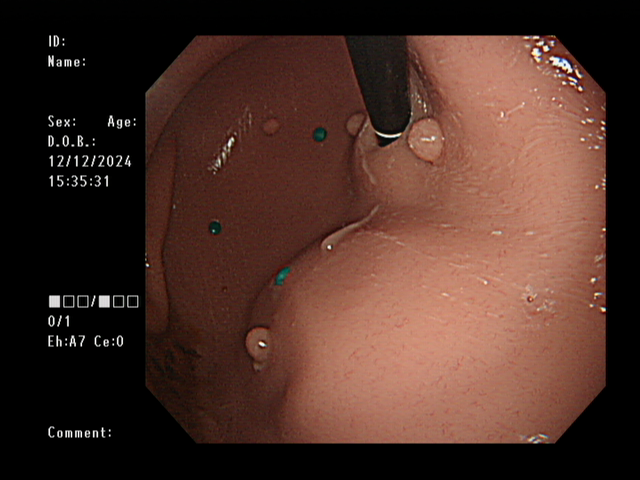 ID:
Name:
Sex: Age:
D.O.B.:
12/12/2024
15:35:31
■□□/■□□
0/1
Eh:A7 Ce:0
Comment: